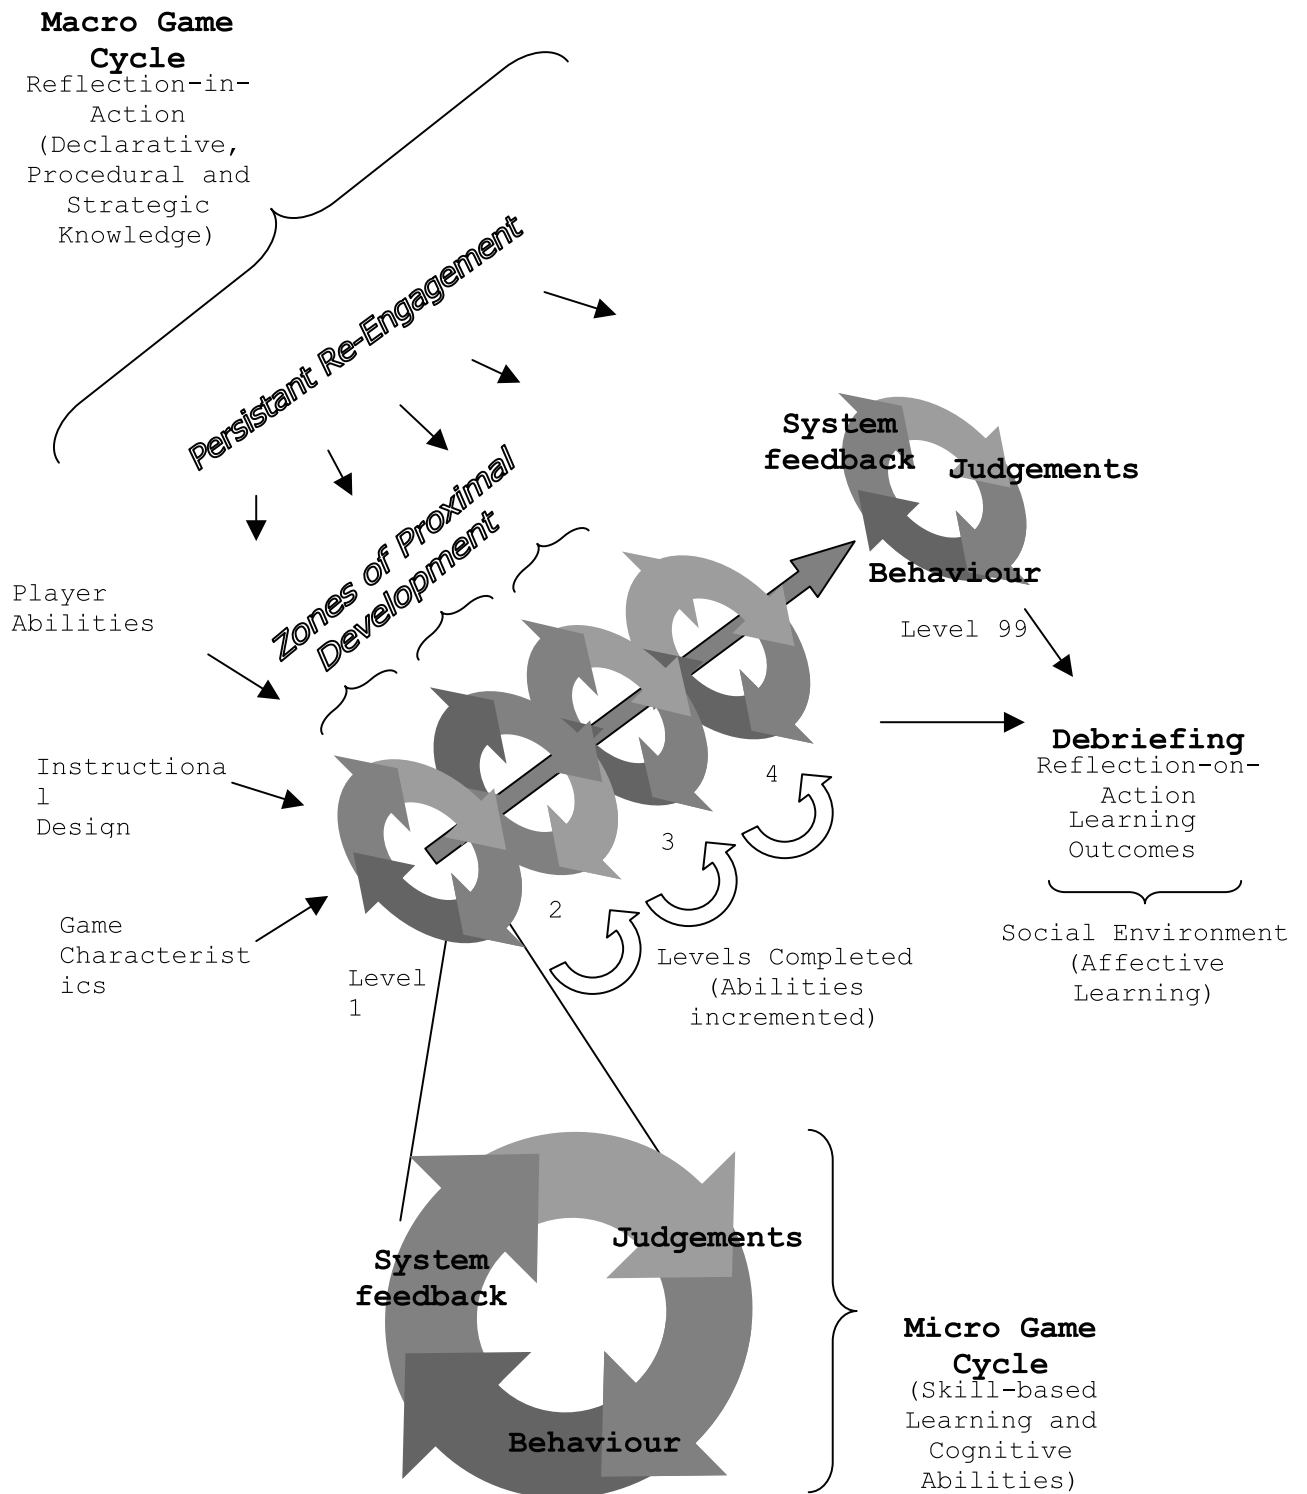 Macro Game
Cycle
Reflection-in-
Action
(Declarative,
Procedural and
Strategic
Knowledge)
Persistant Re-Engagement
Zones of Proximal
Development
System
feedback
Judgements
Behaviour
Level 99
Player
Abilities
Instructiona
l
Design
Game
Characterist
ics
Level
1
2
3
4
Levels Completed
(Abilities
incremented)
Debriefing
Reflection-on-
Action
Learning
Outcomes
Social Environment
(Affective
Learning)
System
feedback
Judgements
Behaviour
Micro Game
Cycle
(Skill-based
Learning and
Cognitive
Abilities)